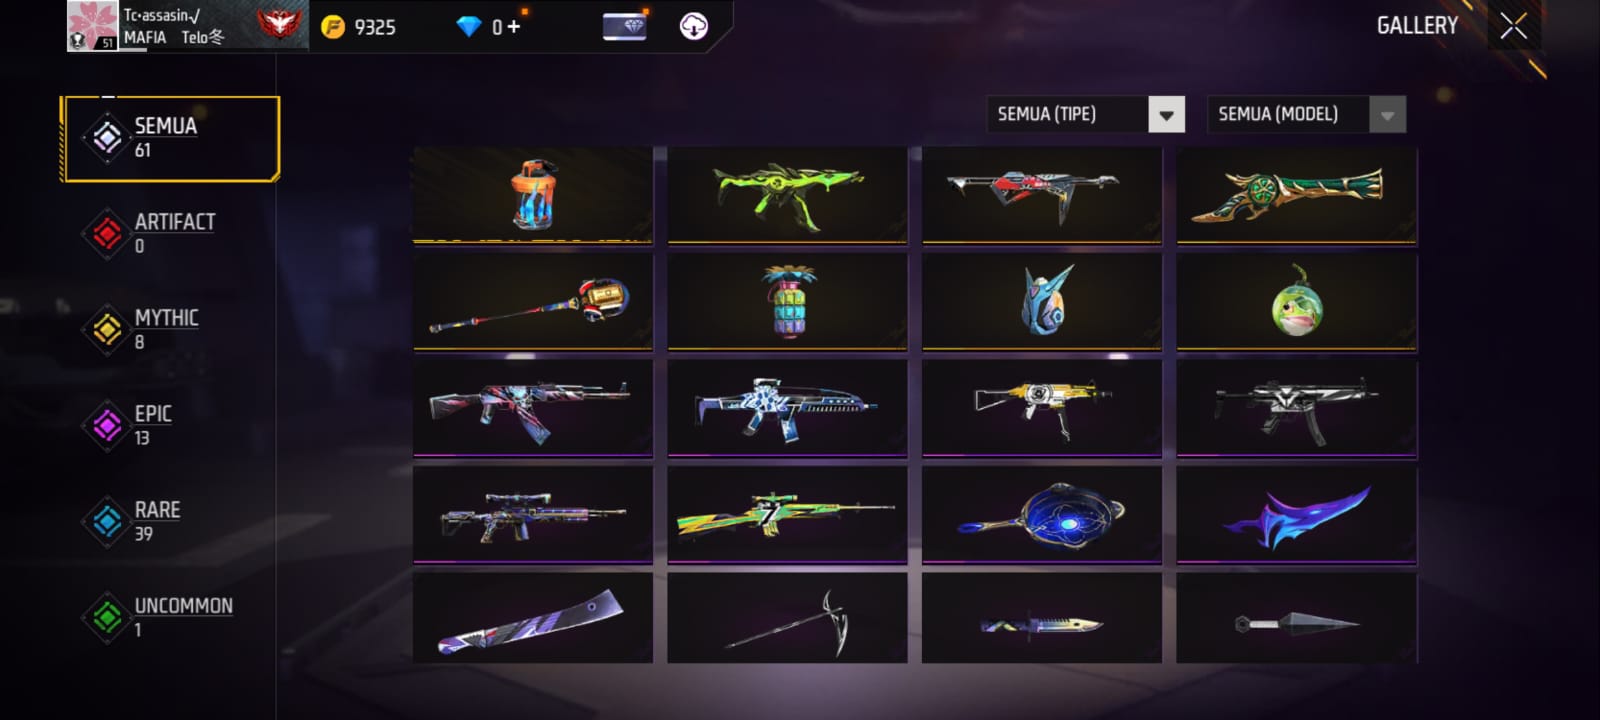 Tc•assasin√
MAFIA Telo冬
51
9325
0 +
GALLERY
SEMUA (TIPE)
SEMUA (MODEL)
SEMUA
61
ARTIFACT
0
MYTHIC
8
EPIC
13
RARE
39
UNCOMMON
1